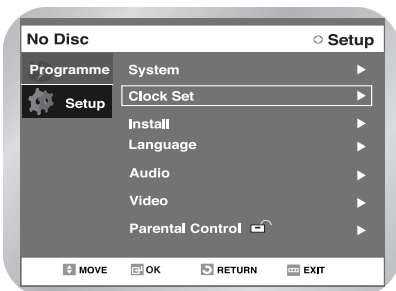 No Disc
Setup
Programme
Setup
System
Clock Set
Install
Language
Audio
Video
Parental Control
MOVE
OK
RETURN
EXIT